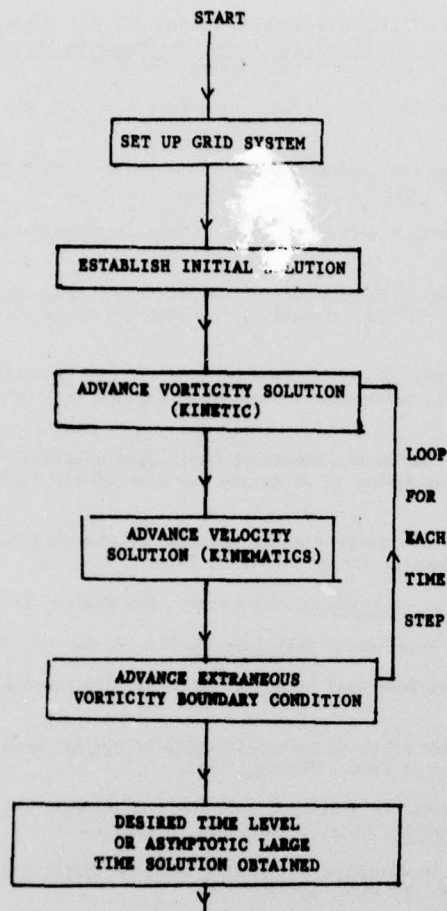 START
SET UP GRID SYSTEM
ESTABLISH INITIAL SOLUTION
ADVANCE VORTICITY SOLUTION
(KINETIC)
LOOP
FOR
EACH
TIME
STEP
ADVANCE VELOCITY
SOLUTION (KINEMATICS)
ADVANCE EXTRANEOUS
VORTICITY BOUNDARY CONDITION
DESIRED TIME LEVEL
OR ASYMPTOTIC LARGE
TIME SOLUTION OBTAINED